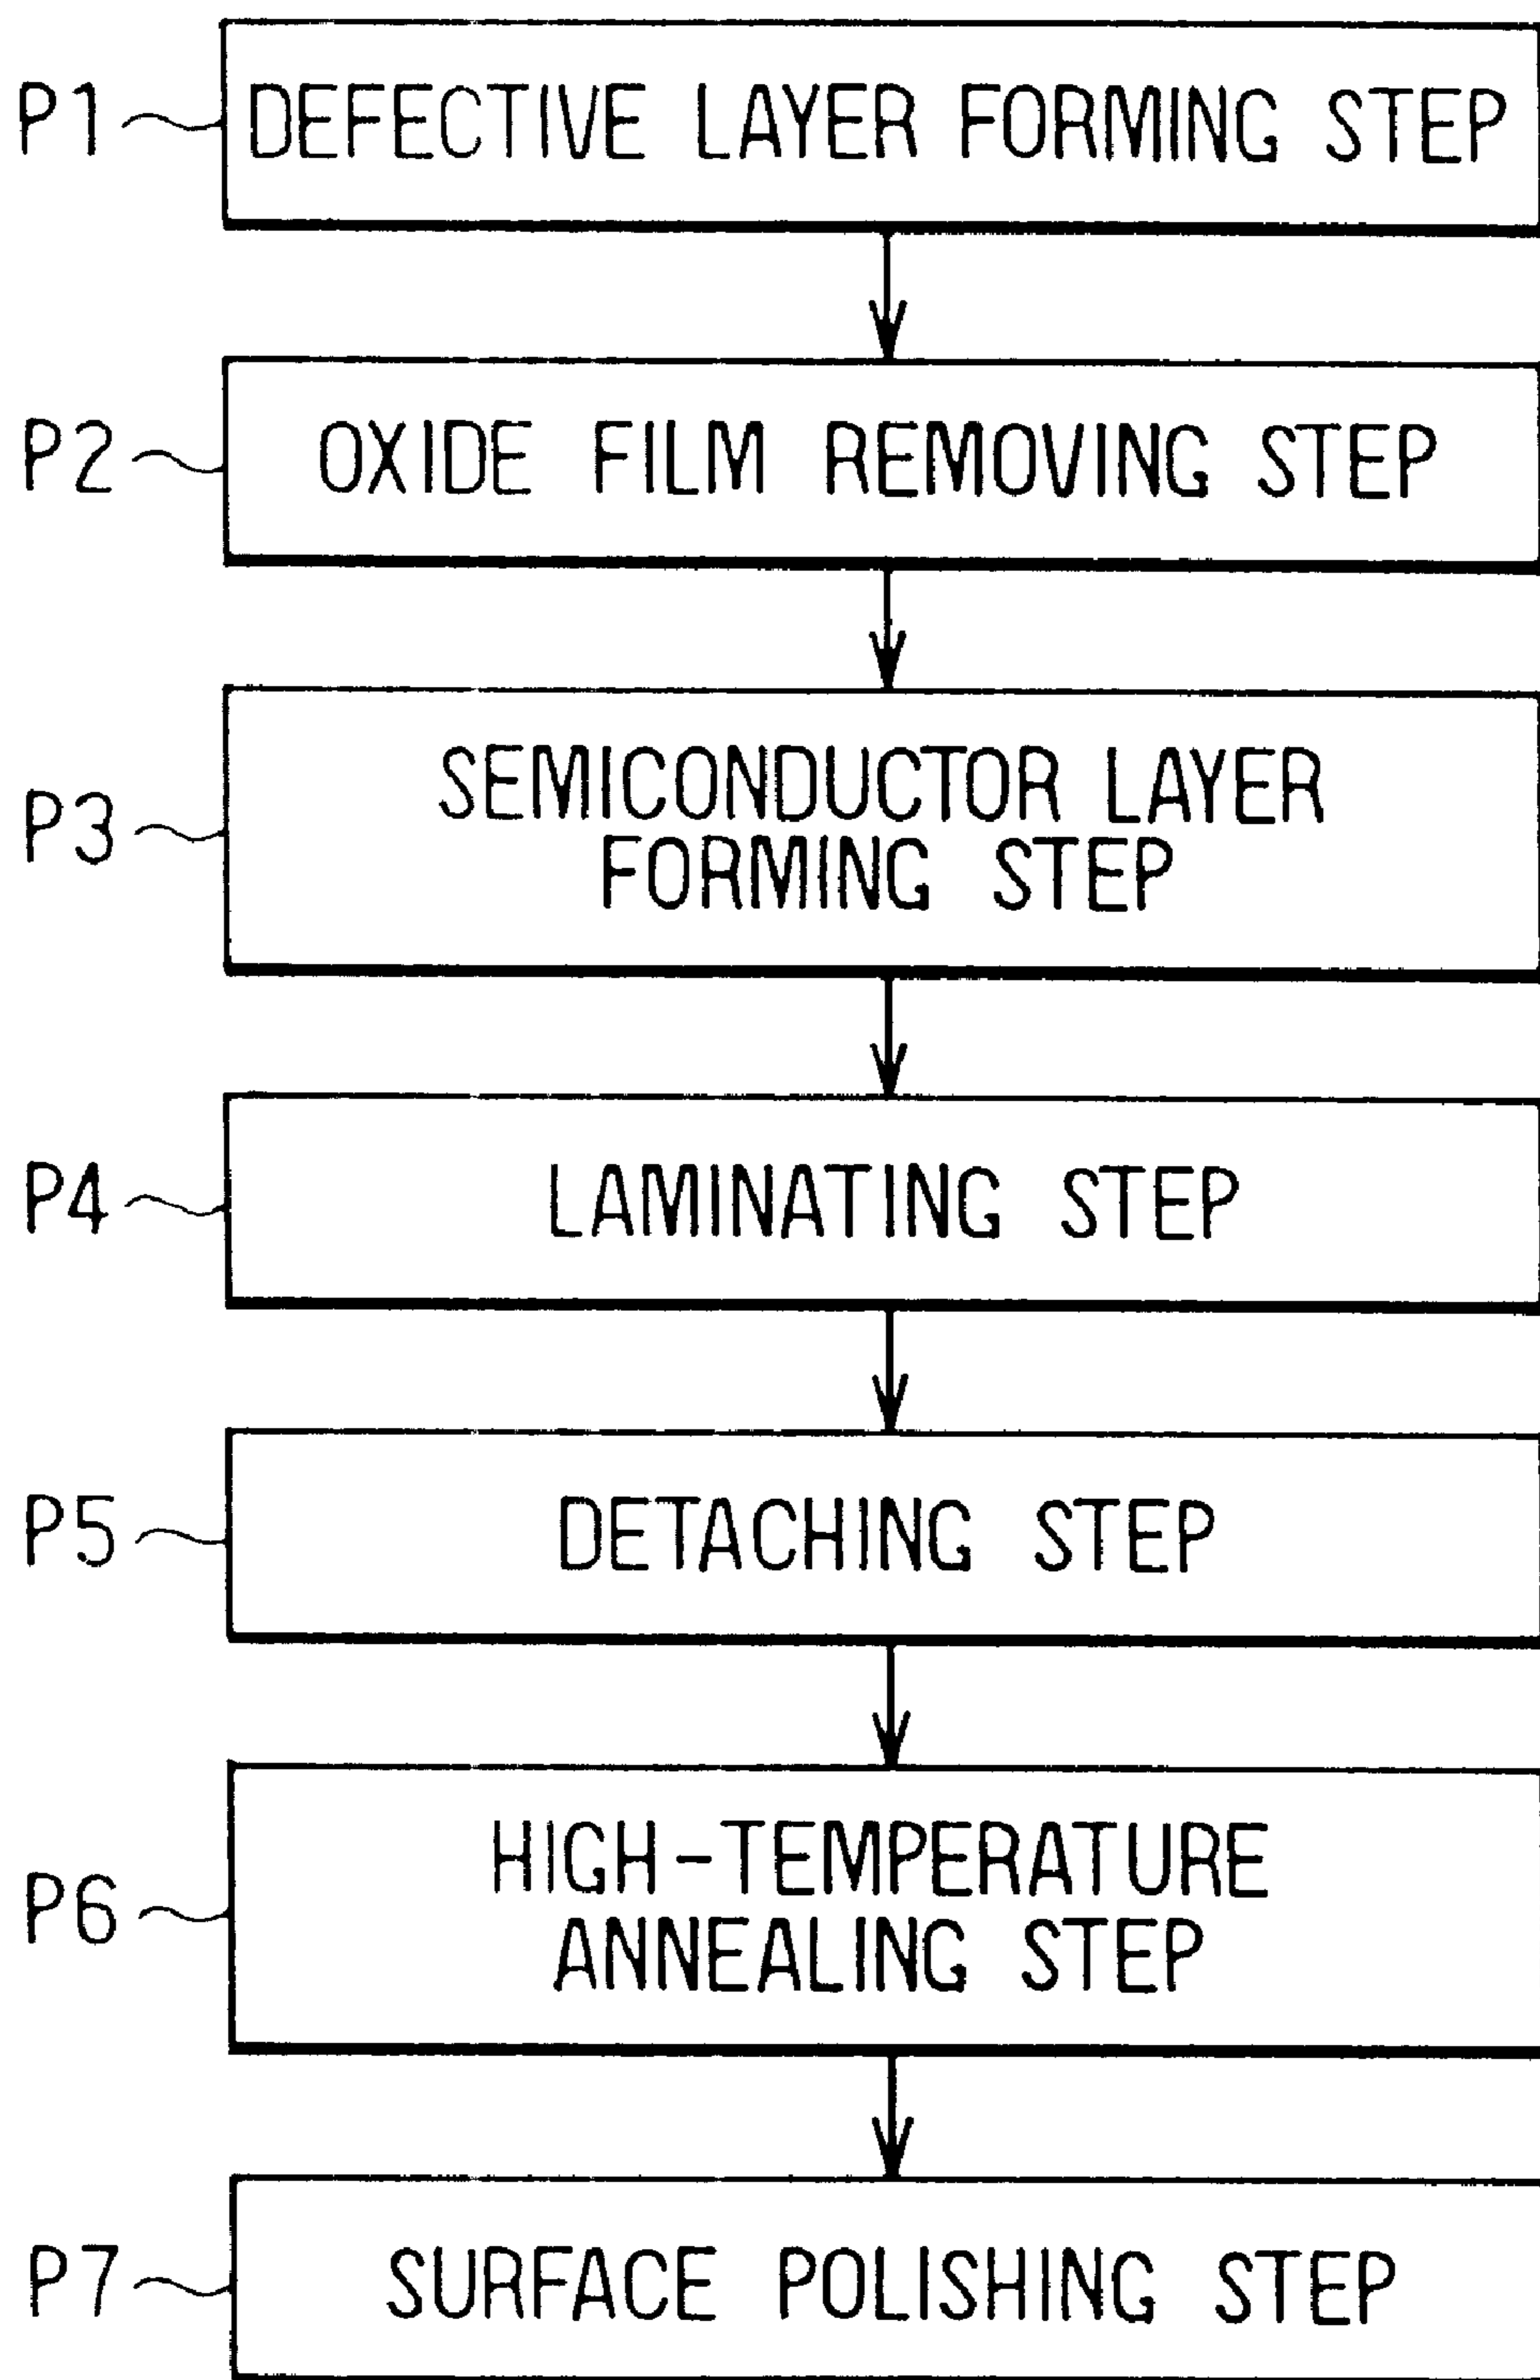 P1 DEFECTIVE LAYER FORMING STEP
P2 OXIDE FILM REMOVING STEP
P3 SEMICONDUCTOR LAYER
FORMING STEP
P4 LAMINATING STEP
P5 DETACHING STEP
P6 HIGH-TEMPERATURE
ANNEALING STEP
P7 SURFACE POLISHING STEP